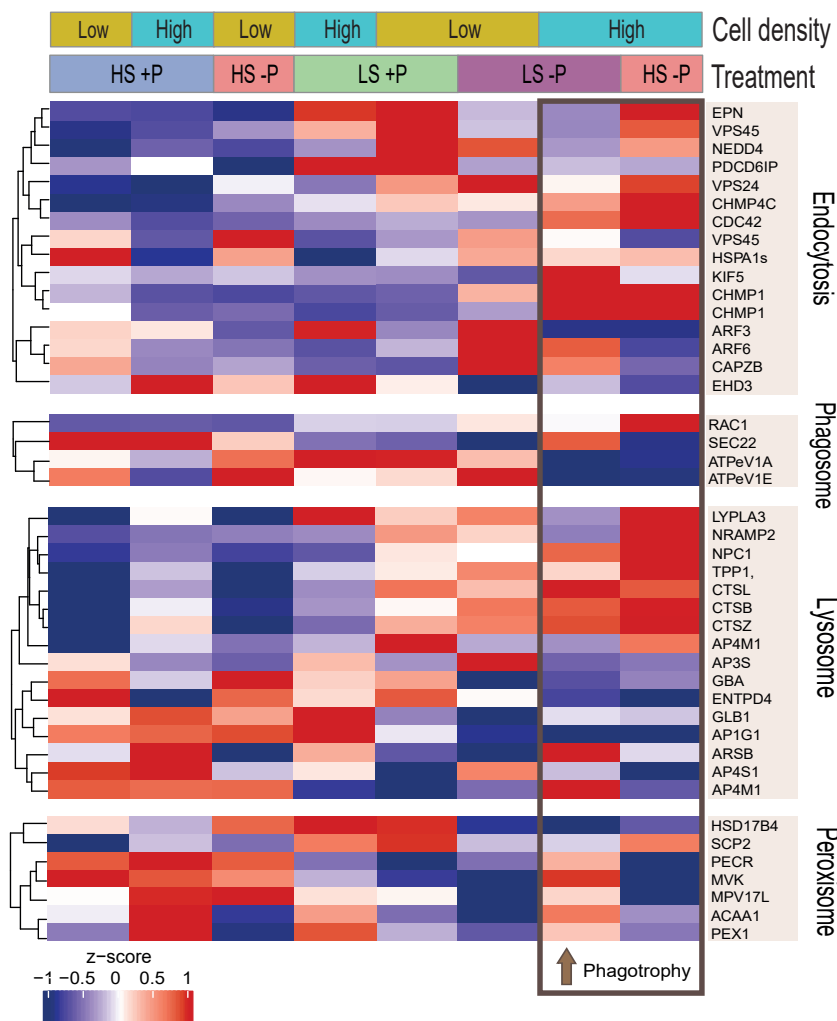 Low High Low High Low High Cell density
HS +P HS -P LS +P LS -P HS -P Treatment
EPN
VPS45
NEDD4
PDCD6IP
VPS24
CHMP4C
CDC42
VPS45
HSPA1s
KIF5
CHMP1
CHMP1
ARF3
ARF6
CAPZB
EHD3
Endocytosis
RAC1
SEC22
ATPeV1A
ATPeV1E
Phagosome
LYPLA3
NRAMP2
NPC1
TPP1,
CTSL
CTSB
CTSZ
AP4M1
AP3S
GBA
ENTPD4
GLB1
AP1G1
ARSB
AP4S1
AP4M1
Lysosome
HSD17B4
SCP2
PECR
MVK
MPV17L
ACAA1
PEX1
Peroxisome
z−score
−1 −0.5 0 0.5 1
Phagotrophy